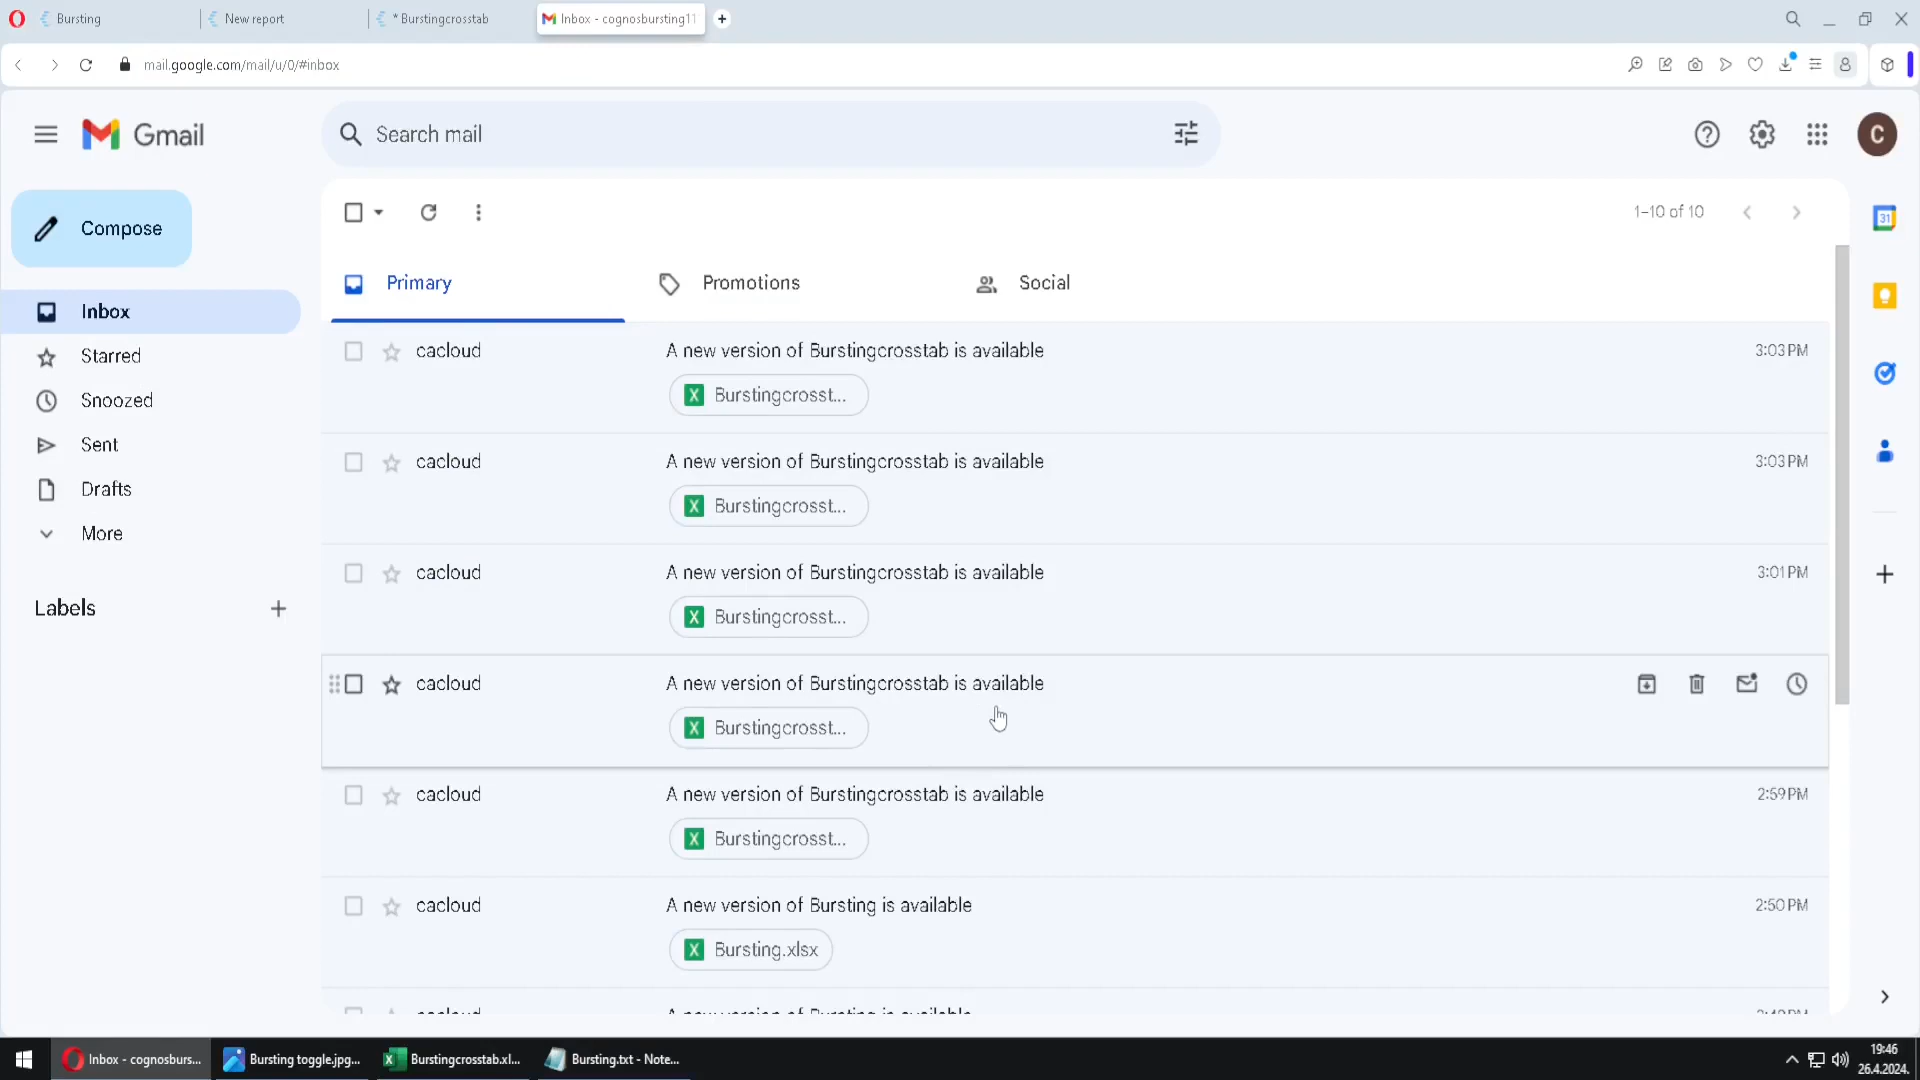 Bursting
New report
* Burstingcrosstab
Inbox - cognosbursting11
mail.google.com/mail/u/0/#inbox
Gmail
Search mail
C
Compose
1–10 of 10
31
Primary
Promotions
Social
Inbox
Starred
Snoozed
Sent
Drafts
More
Labels
cacloud
A new version of Burstingcrosstab is available
3:03 PM
Burstingcrosst...
cacloud
A new version of Burstingcrosstab is available
3:03 PM
Burstingcrosst...
cacloud
A new version of Burstingcrosstab is available
3:01 PM
Burstingcrosst...
cacloud
A new version of Burstingcrosstab is available
Burstingcrosst...
cacloud
A new version of Burstingcrosstab is available
2:59 PM
Burstingcrosst...
cacloud
A new version of Bursting is available
2:50 PM
Bursting.xlsx
Inbox - cognosburs...
Bursting toggle.jpg...
Burstingcrosstab.xl...
Bursting.txt - Note...
19:46
26.4.2024.